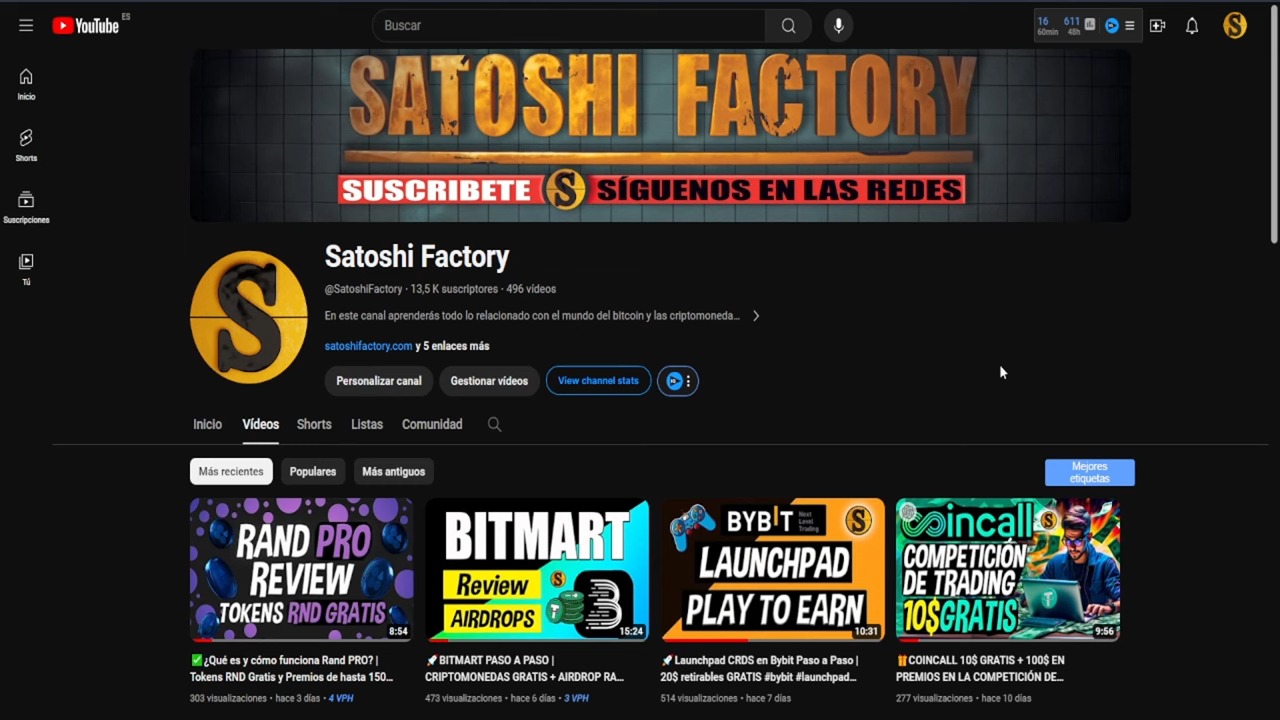 YouTube ES
Buscar
16 611
60min 48h
Inicio
Shorts
Suscripciones
Tú
SATOSHI FACTORY
SUSCRIBETE S SÍGUENOS EN LAS REDES
S
Satoshi Factory
@SatoshiFactory · 13,5 K suscriptores · 496 vídeos
En este canal aprenderás todo lo relacionado con el mundo del bitcoin y las criptomoneda...
satoshifactory.com y 5 enlaces más
Personalizar canal
Gestionar vídeos
View channel stats
Inicio
Vídeos
Shorts
Listas
Comunidad
Más recientes
Populares
Más antiguos
Mejores
etiquetas
RAND PRO
REVIEW
TOKENS RND GRATIS
8:54
BITMART
Review
AIRDROPS
15:24
BYBIT Next
Level
Trading
LAUNCHPAD
PLAY TO EARN
10:31
coincall
COMPETICIÓN
DE TRADING
10$GRATIS
9:56
✅¿Qué es y cómo funciona Rand PRO? |
Tokens RND Gratis y Premios de hasta 150...
303 visualizaciones · hace 3 días · 4 VPH
🚀BITMART PASO A PASO |
CRIPTOMONEDAS GRATIS + AIRDROP RA...
473 visualizaciones · hace 6 días · 3 VPH
🚀Launchpad CRDS en Bybit Paso a Paso |
20$ retirables GRATIS #bybit #launchpad...
514 visualizaciones · hace 7 días
🎁COINCALL 10$ GRATIS + 100$ EN
PREMIOS EN LA COMPETICIÓN DE...
277 visualizaciones · hace 10 días